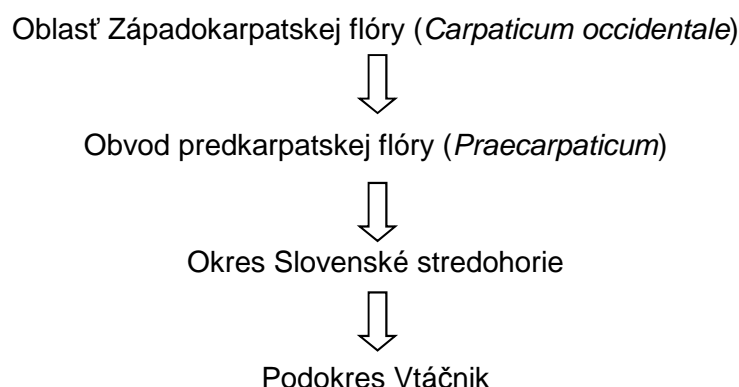 Oblasť Západokarpatskej flóry (Carpaticum occidentale)
Obvod predkarpatskej flóry (Praecarpaticum)
Okres Slovenské stredohorie
Podokres Vtáčnik